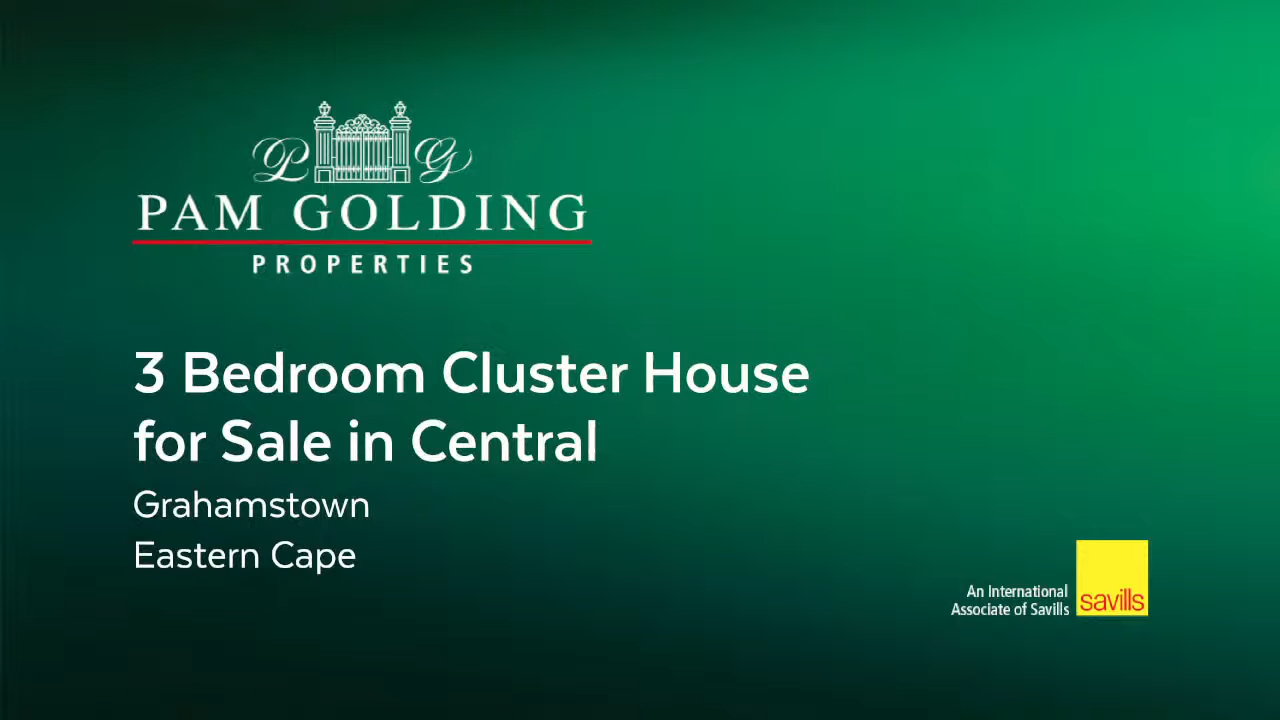 P G
PAM GOLDING
PROPERTIES
3 Bedroom Cluster House
for Sale in Central
Grahamstown
Eastern Cape
An International
Associate of Savills
savills